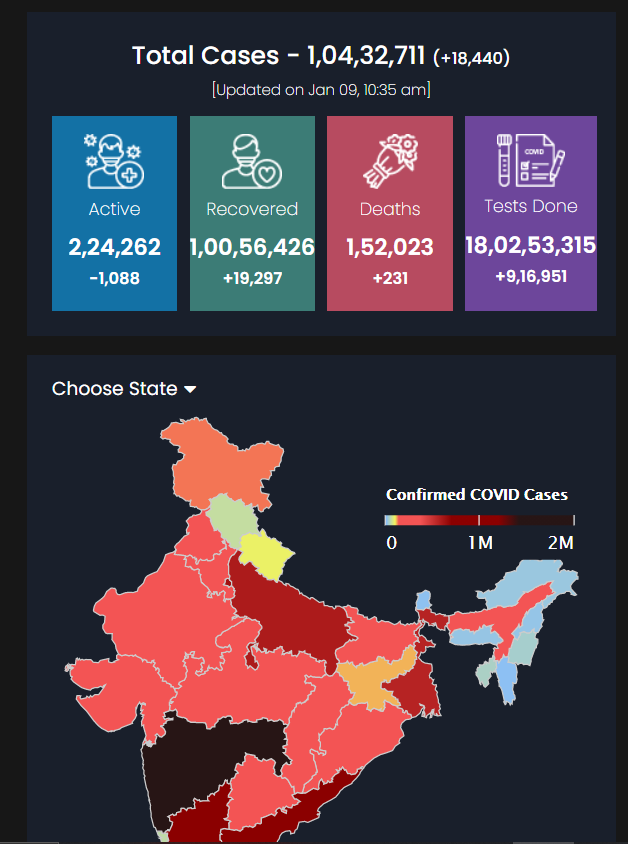 Total Cases - 1,04,32,711 (+18,440)
[Updated on Jan 09, 10:35 am]
Active
2,24,262
-1,088
Recovered
1,00,56,426
+19,297
Deaths
1,52,023
+231
COVID
Tests Done
18,02,53,315
+9,16,951
Choose State
Confirmed COVID Cases
0 1M 2M